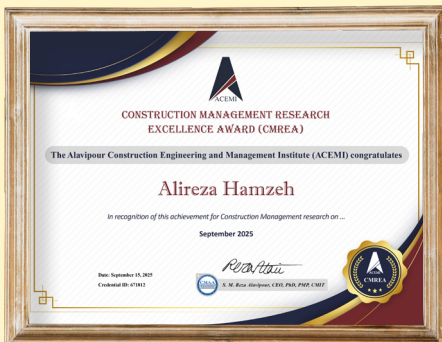 ACEMI
CONSTRUCTION MANAGEMENT RESEARCH
EXCELLENCE AWARD (CMREA)
The Alavipour Construction Engineering and Management Institute (ACEMI) congratulates
Alireza Hamzeh
In recognition of this achievement for Construction Management research on ...
September 2025
Date: September 15, 2025
Credential ID: 671012
S. M. Reza Alavipour, CEO, PhD, PMP, CMIT
ACEMI
CMREA